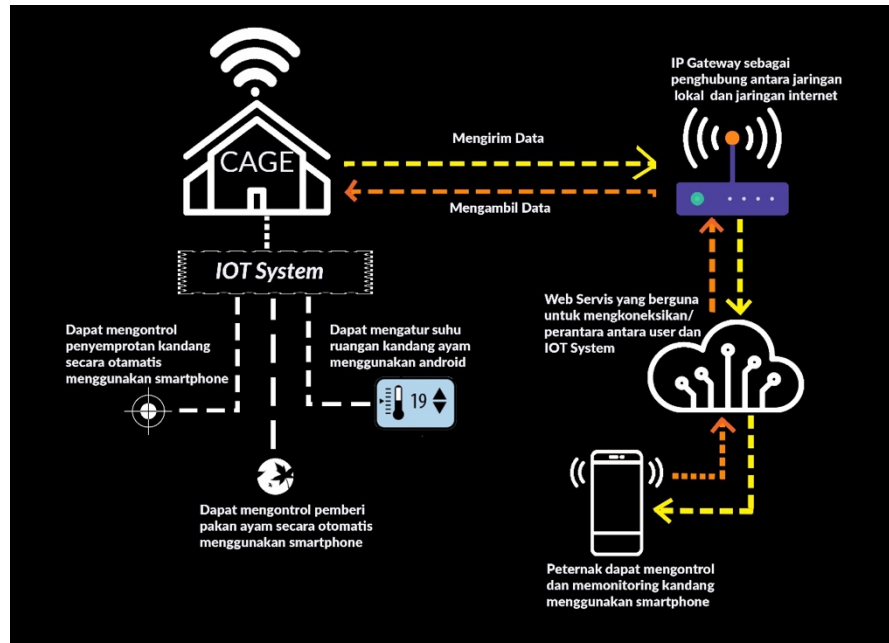 IP Gateway sebagai
penghubung antara jaringan
lokal dan jaringan internet
CAGE
Mengirim Data
Mengambil Data
IOT System
Dapat mengontrol
penyemprotan kandang
secara otamatis
menggunakan smartphone
Dapat mengatur suhu
ruangan kandang ayam
menggunakan android
19
Web Servis yang berguna
untuk mengkoneksikan/
perantara antara user dan
IOT System
Dapat mengontrol pemberi
pakan ayam secara otomatis
menggunakan smartphone
Peternak dapat mengontrol
dan memonitoring kandang
menggunakan smartphone